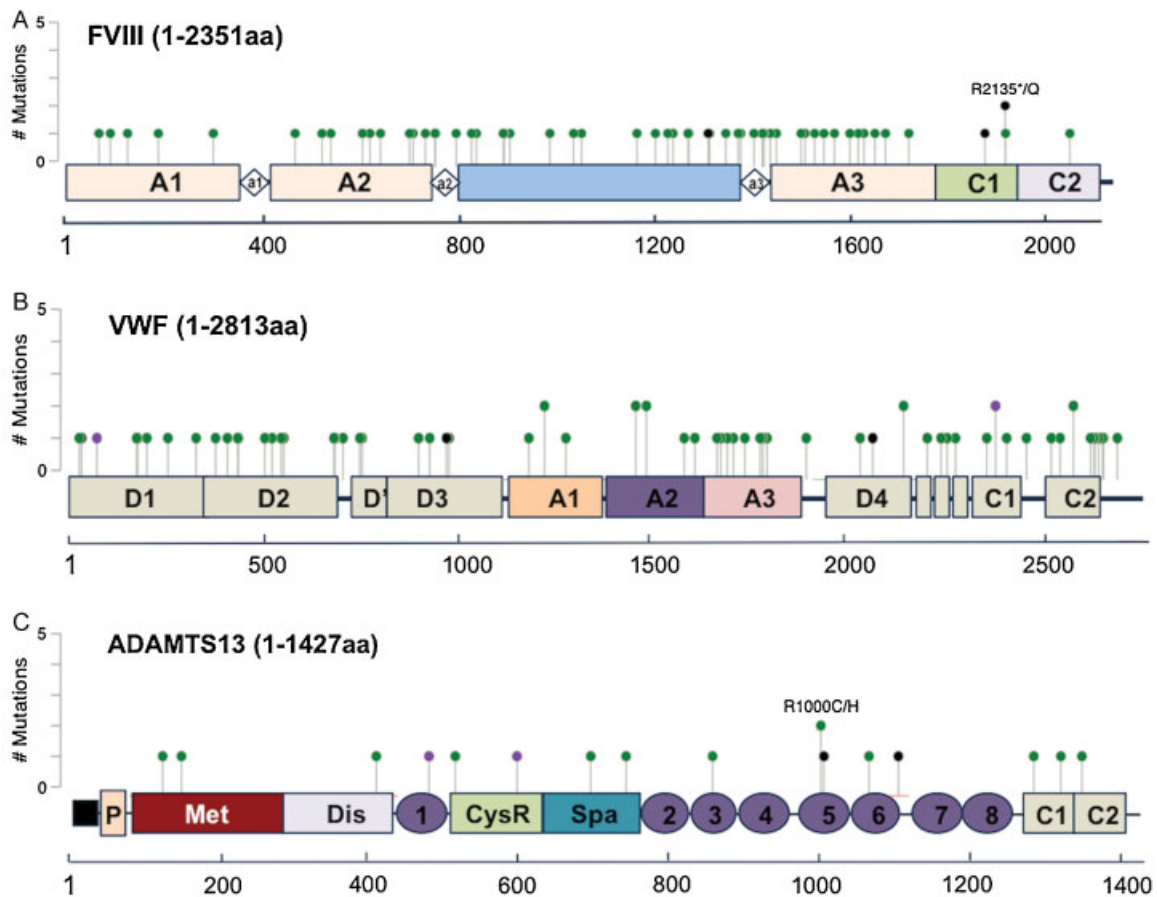 A
5
FVIII (1-2351aa)
# Mutations
R2135*/Q
0
A1 a1 A2 a2 a3 A3 C1 C2
1 400 800 1200 1600 2000
B
5
VWF (1-2813aa)
# Mutations
0
D1 D2 D' D3 A1 A2 A3 D4 C1 C2
1 500 1000 1500 2000 2500
C
5
ADAMTS13 (1-1427aa)
# Mutations
R1000C/H
0
P Met Dis 1 CysR Spa 2 3 4 5 6 7 8 C1 C2
1 200 400 600 800 1000 1200 1400